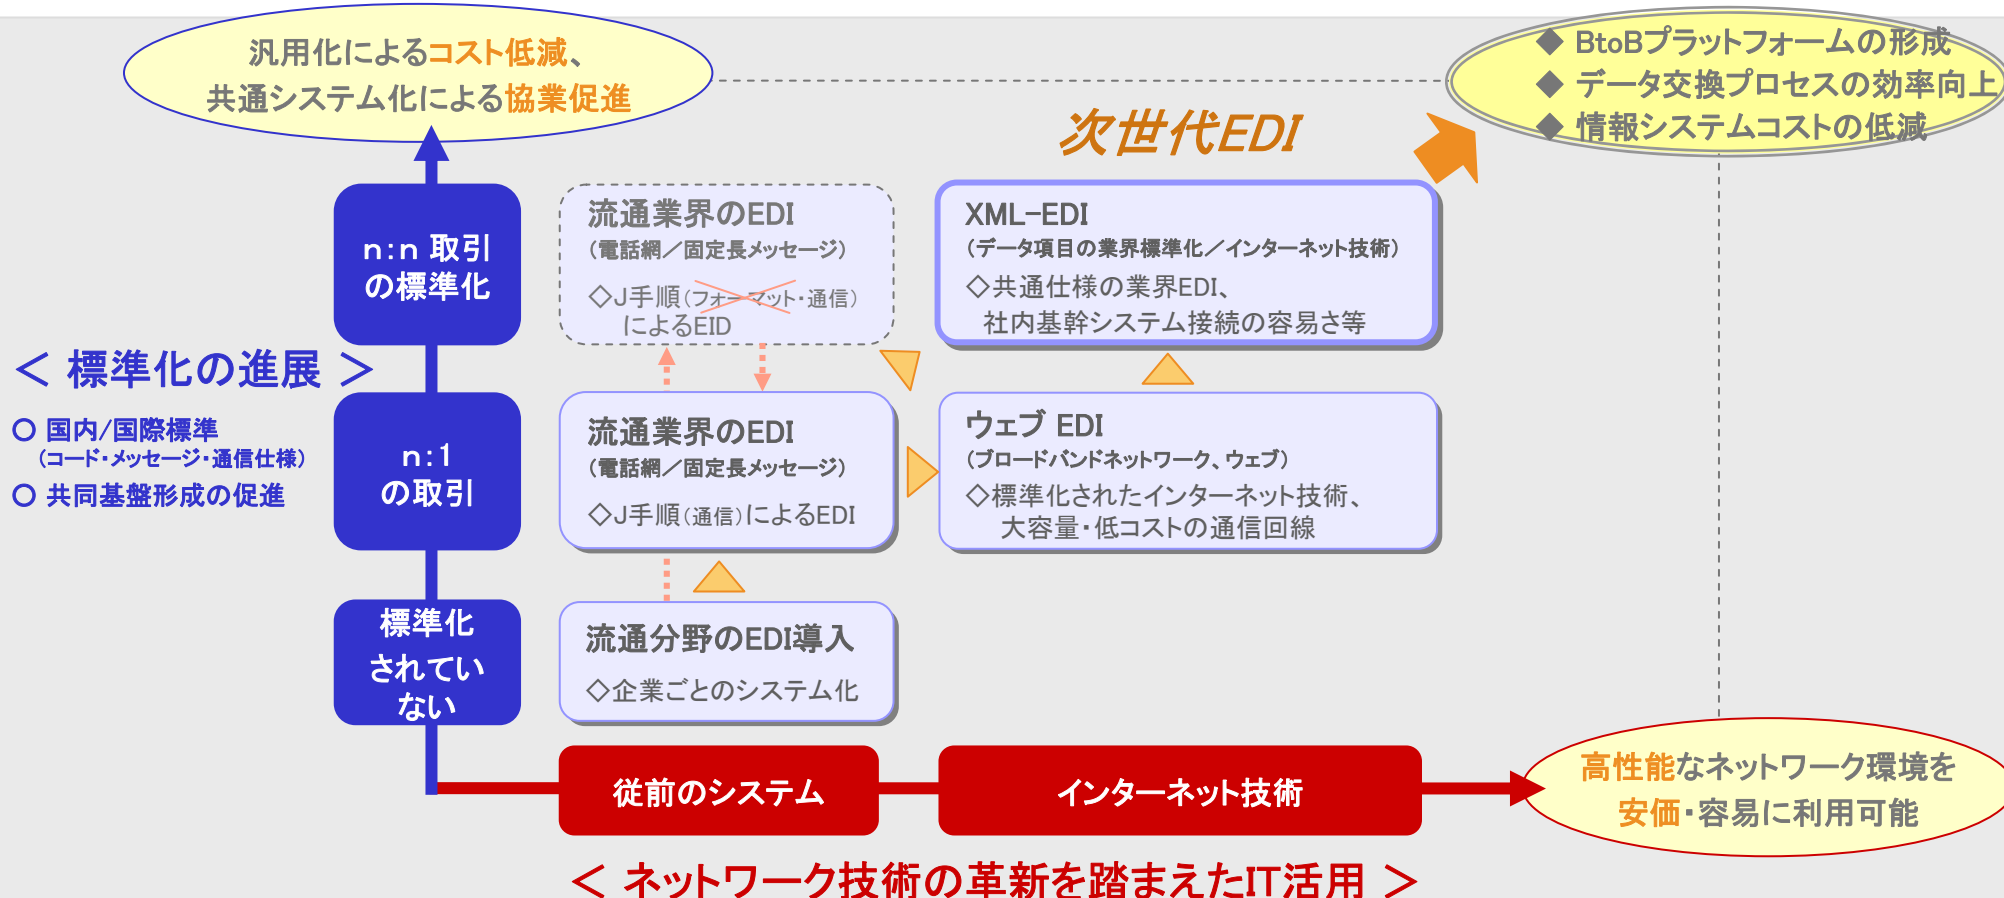 汎用化によるコスト低減、
共通システム化による協業促進
◆ BtoBプラットフォームの形成
◆ データ交換プロセスの効率向上
◆ 情報システムコストの低減
次世代EDI
n:n 取引
の標準化
流通業界のEDI
(電話網/固定長メッセージ)
◇J手順(フォーマット・通信)
によるEID
XML-EDI
(データ項目の業界標準化/インターネット技術)
◇共通仕様の業界EDI、
社内基幹システム接続の容易さ等
< 標準化の進展 >
○ 国内/国際標準
(コード・メッセージ・通信仕様)
○ 共同基盤形成の促進
n:1
の取引
流通業界のEDI
(電話網/固定長メッセージ)
◇J手順(通信)によるEDI
ウェブ EDI
(ブロードバンドネットワーク、ウェブ)
◇標準化されたインターネット技術、
大容量・低コストの通信回線
標準化
されてい
ない
流通分野のEDI導入
◇企業ごとのシステム化
従前のシステム
インターネット技術
高性能なネットワーク環境を
安価・容易に利用可能
< ネットワーク技術の革新を踏まえたIT活用 >